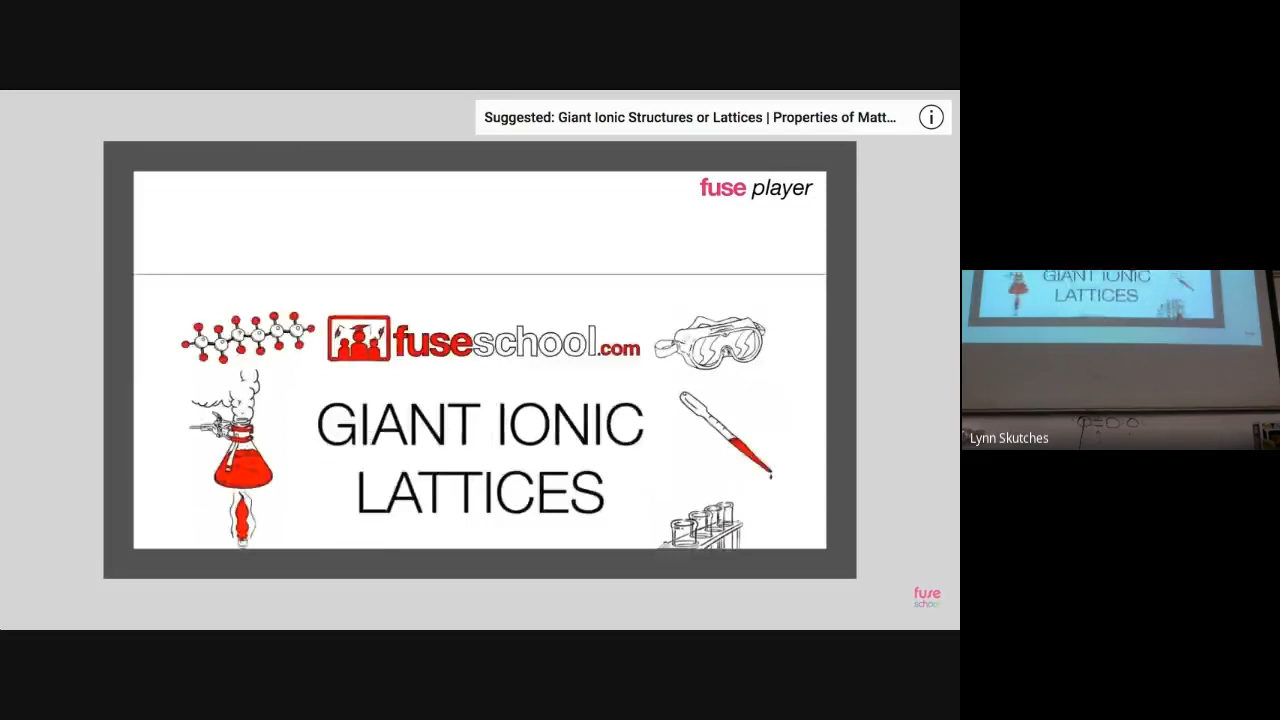 Suggested: Giant Ionic Structures or Lattices | Properties of Matt...
fuse player
fuseschool.com
GIANT IONIC
LATTICES
fuse
school
GIANT IONIC
LATTICES
Lynn Skutches